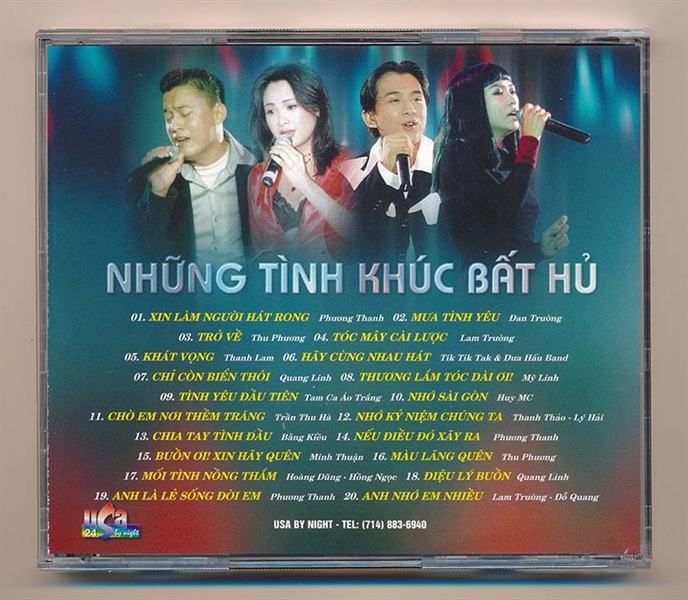 NHỮNG TÌNH KHÚC BẤT HỦ
01. XIN LÀM NGƯỜI HÁT RONG Phương Thanh 02. MƯA TÌNH YÊU Đan Trường
03. TRỞ VỀ Thu Phương 04. TÓC MÂY CÀI LƯỢC Lam Trường
05. KHÁT VỌNG Thanh Lam 06. HÃY CÙNG NHAU HÁT Tik Tik Tak & Dưa Hấu Band
07. CHỈ CÒN BIỂN THÔI Quang Linh 08. THƯƠNG LẮM TÓC DÀI ƠI! Mỹ Linh
09. TÌNH YÊU ĐẦU TIÊN Tam Ca Áo Trắng 10. NHỚ SÀI GÒN Huy MC
11. CHỜ EM NƠI THỀM TRĂNG Trần Thu Hà 12. NHỚ KỶ NIỆM CHÚNG TA Thanh Thảo - Lý Hải
13. CHIA TAY TÌNH ĐẦU Bằng Kiều 14. NẾU ĐIỀU ĐÓ XÃY RA Phương Thanh
15. BUỒN ƠI! XIN HÃY QUÊN Minh Thuận 16. MÀU LÃNG QUÊN Thu Phương
17. MỐI TÌNH NỒNG THẮM Hoàng Dũng - Hồng Ngọc 18. ĐIỆU LÝ BUỒN Quang Linh
19. ANH LÀ LẺ SỐNG ĐỜI EM Phương Thanh 20. ANH NHỚ EM NHIỀU Lam Trường - Đỗ Quang
usa
24
by night
USA BY NIGHT - TEL: (714) 883-6940